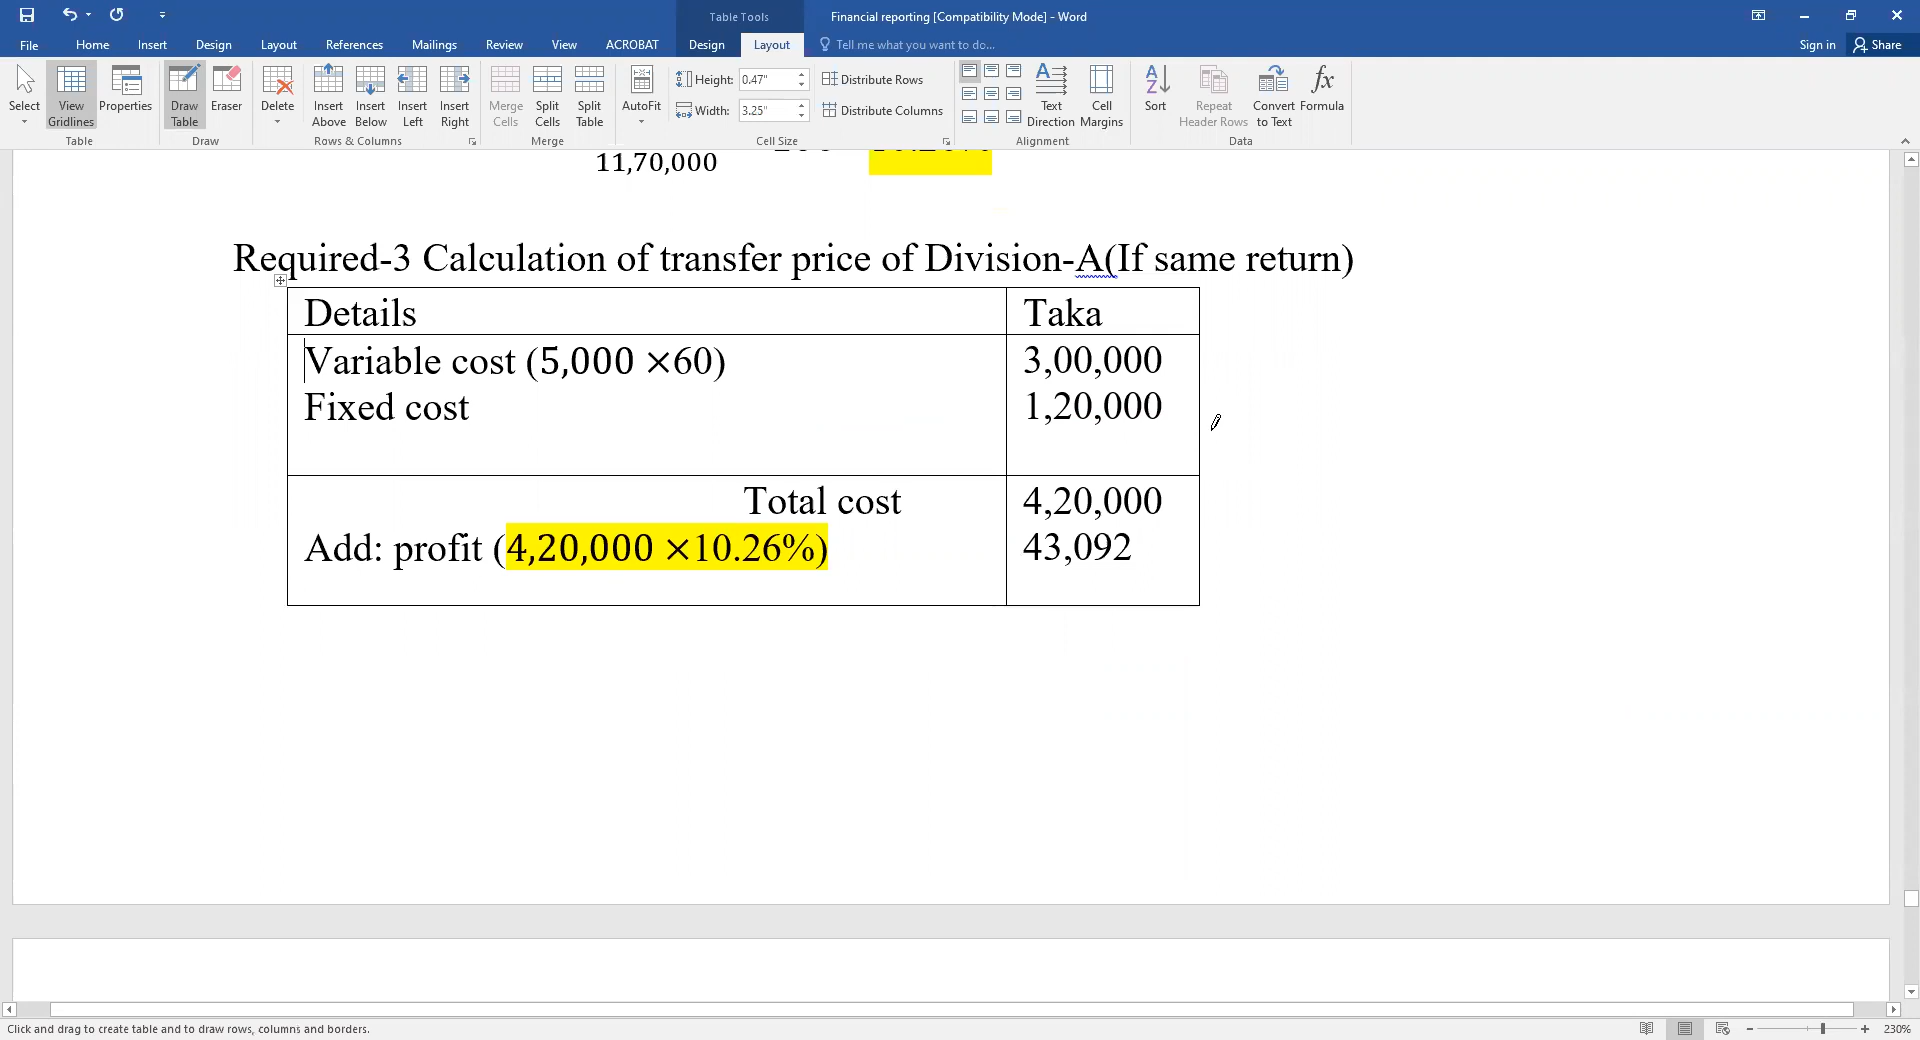 Table Tools
Financial reporting [Compatibility Mode] - Word
File Home Insert Design Layout References Mailings Review View ACROBAT Design Layout Tell me what you want to do... Sign in Share
Select View Gridlines Properties Draw Table Eraser Delete Insert Above Insert Below Insert Left Insert Right Merge Cells Split Cells Split Table AutoFit Height: 0.47" Distribute Rows Width: 3.25" Distribute Columns Text Direction Cell Margins Sort Repeat Header Rows Convert to Text Formula
Table Draw Rows & Columns Merge Cell Size Alignment Data
11,70,000
Required-3 Calculation of transfer price of Division-A(If same return)
Details Taka
Variable cost (5,000 ×60) 3,00,000
Fixed cost 1,20,000
Total cost 4,20,000
Add: profit (4,20,000 ×10.26%) 43,092
Click and drag to create table and to draw rows, columns and borders. 230%